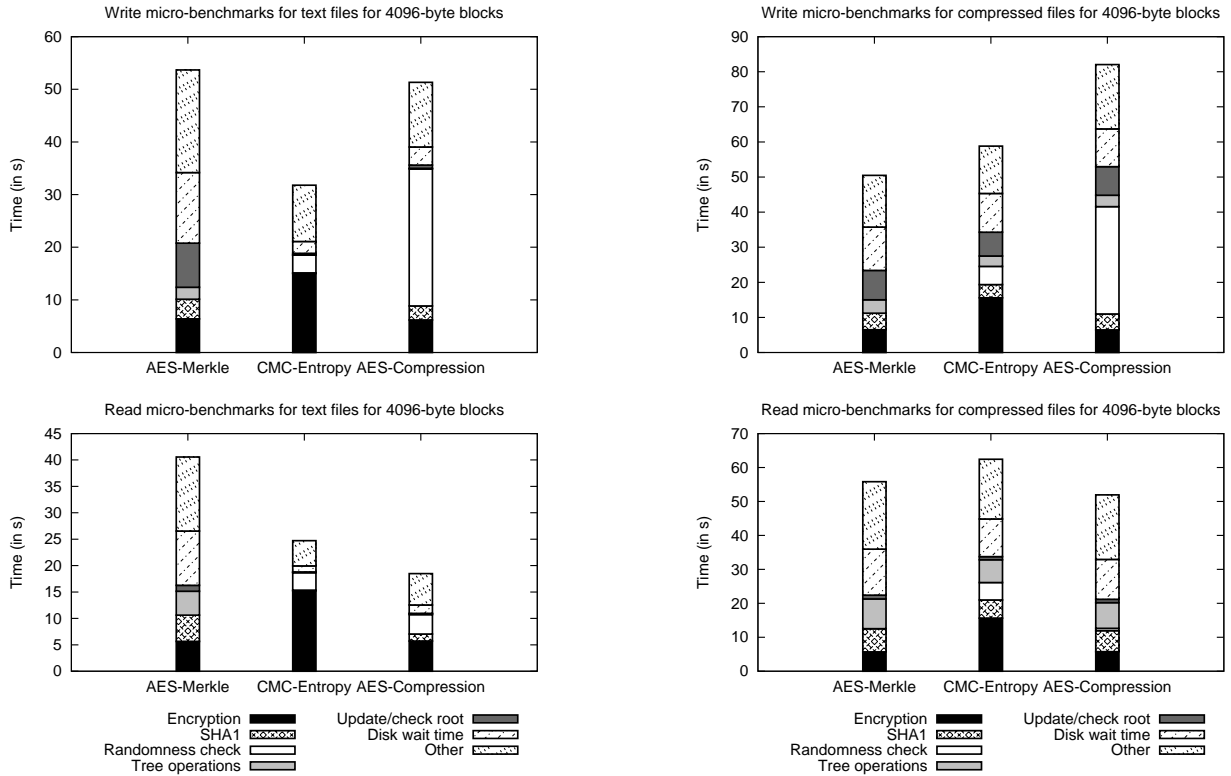 Write micro-benchmarks for text files for 4096-byte blocks
60
50
40
30
20
10
0
Time (in s)
AES-Merkle CMC-Entropy AES-Compression
Write micro-benchmarks for compressed files for 4096-byte blocks
90
80
70
60
50
40
30
20
10
0
Time (in s)
AES-Merkle CMC-Entropy AES-Compression
Read micro-benchmarks for text files for 4096-byte blocks
45
40
35
30
25
20
15
10
5
0
Time (in s)
AES-Merkle CMC-Entropy AES-Compression
Encryption
SHA1
Randomness check
Tree operations
Update/check root
Disk wait time
Other
Read micro-benchmarks for compressed files for 4096-byte blocks
70
60
50
40
30
20
10
0
Time (in s)
AES-Merkle CMC-Entropy AES-Compression
Encryption
SHA1
Randomness check
Tree operations
Update/check root
Disk wait time
Other